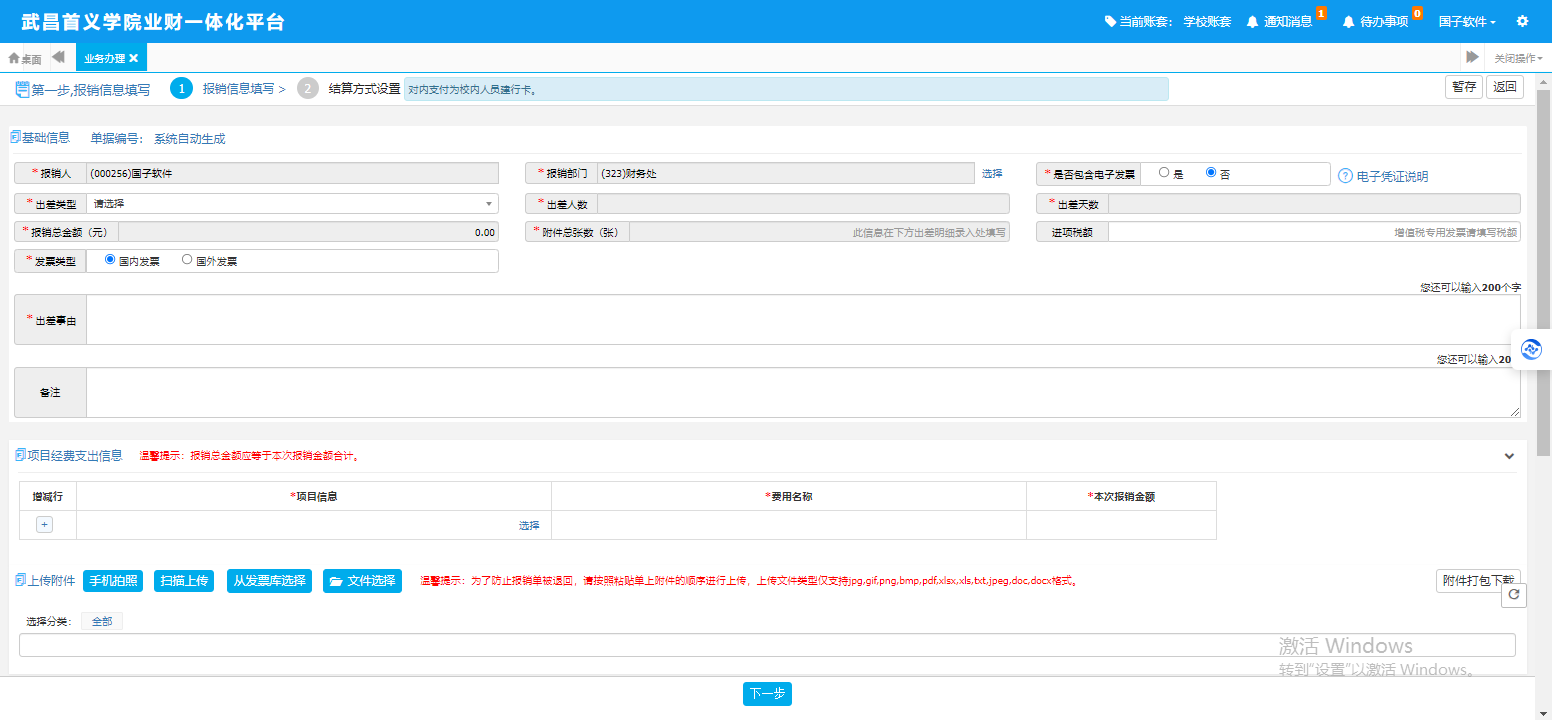 武昌首义学院业财一体化平台
当前账套： 学校账套 通知消息 1 待办事项 0 国子软件
桌面 业务办理 关闭操作
第一步,报销信息填写 1 报销信息填写 > 2 结算方式设置 对内支付为校内人员建行卡。 暂存 返回
基础信息 单据编号： 系统自动生成
* 报销人 (000256)国子软件 * 报销部门 (323)财务处 选择 * 是否包含电子发票 是 否 ? 电子凭证说明
* 出差类型 请选择 * 出差人数 * 出差天数
* 报销总金额（元） 0.00 * 附件总张数（张） 此信息在下方出差明细录入处填写 进项税额 增值税专用发票请填写税额
* 发票类型 国内发票 国外发票
您还可以输入200个字
* 出差事由
您还可以输入20
备注
项目经费支出信息 温馨提示：报销总金额应等于本次报销金额合计。
增减行 *项目信息 *费用名称 *本次报销金额
+ 选择
上传附件 手机拍照 扫描上传 从发票库选择 文件选择 温馨提示：为了防止报销单被退回，请按照粘贴单上附件的顺序进行上传，上传文件类型仅支持jpg,gif,png,bmp,pdf,xlsx,xls,txt,jpeg,doc,docx格式。 附件打包下载
选择分类： 全部
激活 Windows
转到"设置"以激活 Windows。
下一步